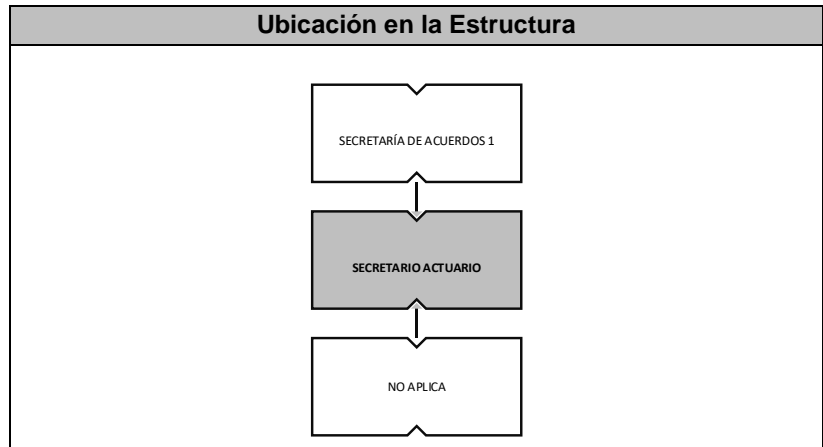 Ubicación en la Estructura
SECRETARÍA DE ACUERDOS 1
SECRETARIO ACTUARIO
NO APLICA